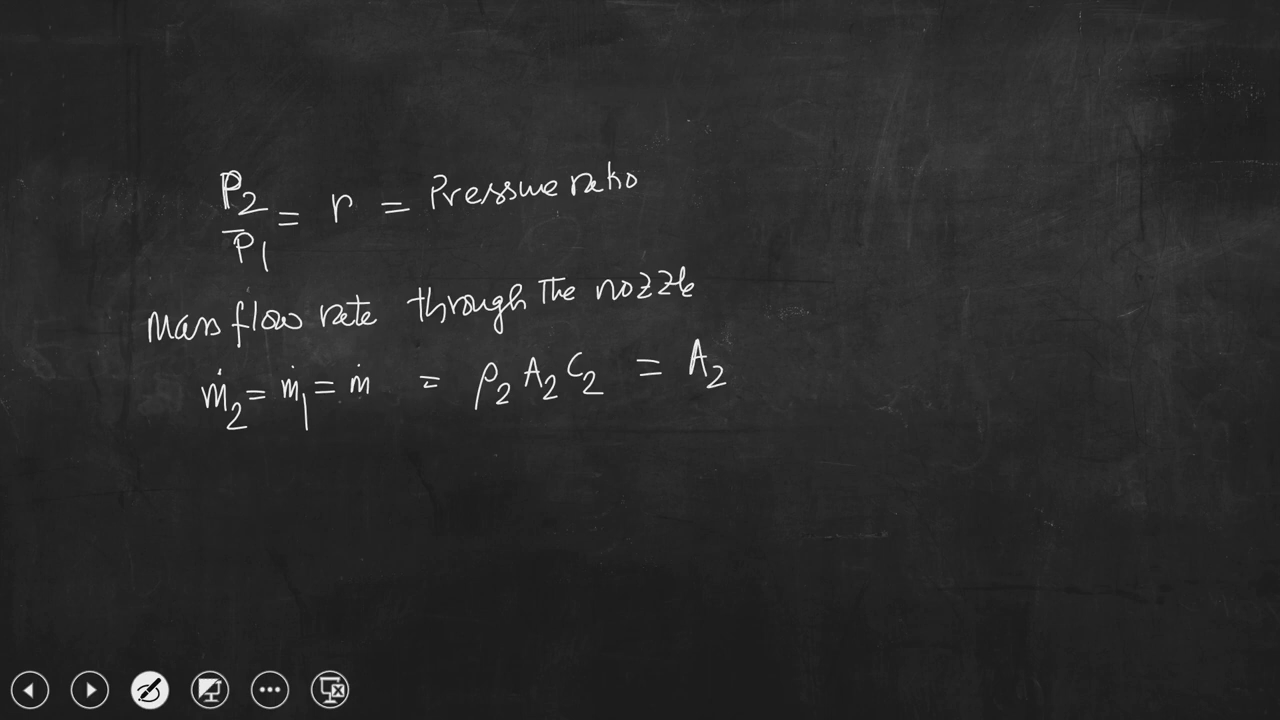 P₂/P₁ = r = Pressure ratio
Mass flow rate through The nozzle
ṁ₂ = ṁ₁ = ṁ = ρ₂ A₂ C₂ = A₂